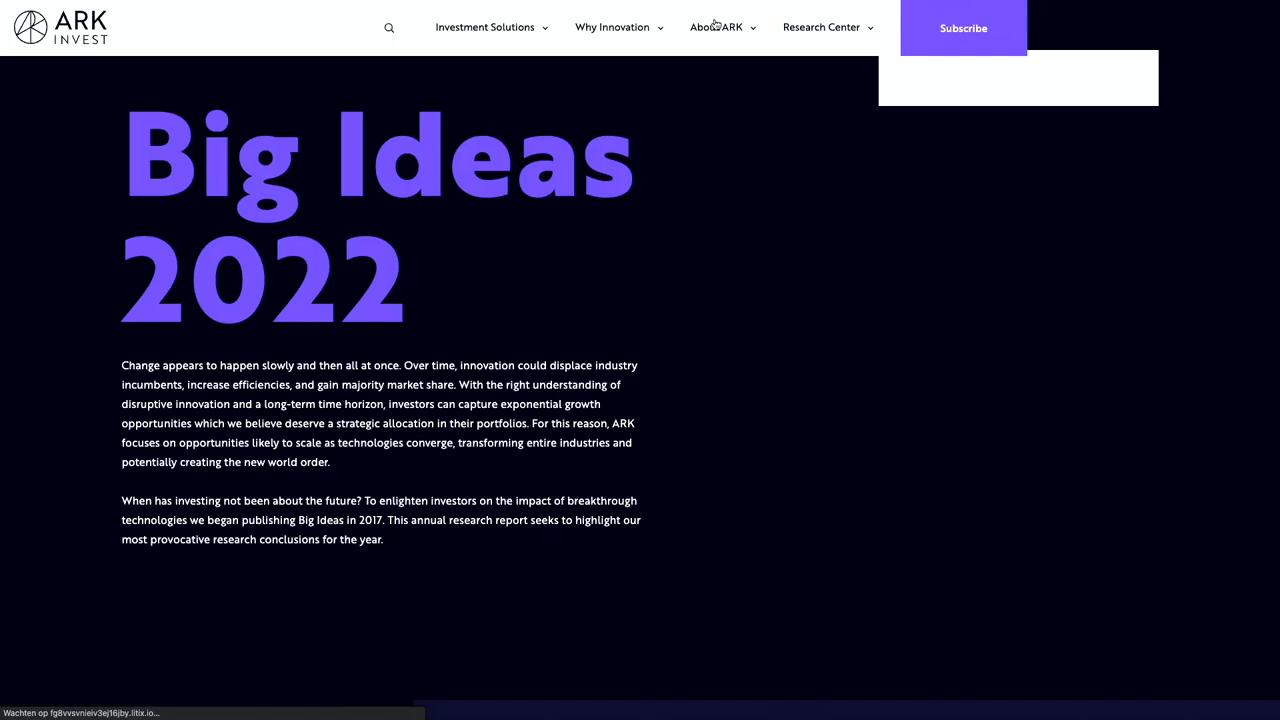 ARK
INVEST
Investment Solutions
Why Innovation
About ARK
Research Center
Subscribe
Big Ideas
2022
Change appears to happen slowly and then all at once. Over time, innovation could displace industry
incumbents, increase efficiencies, and gain majority market share. With the right understanding of
disruptive innovation and a long-term time horizon, investors can capture exponential growth
opportunities which we believe deserve a strategic allocation in their portfolios. For this reason, ARK
focuses on opportunities likely to scale as technologies converge, transforming entire industries and
potentially creating the new world order.
When has investing not been about the future? To enlighten investors on the impact of breakthrough
technologies we began publishing Big Ideas in 2017. This annual research report seeks to highlight our
most provocative research conclusions for the year.
Wachten op fg8vvsvnieiv3ej16jby.litix.io...